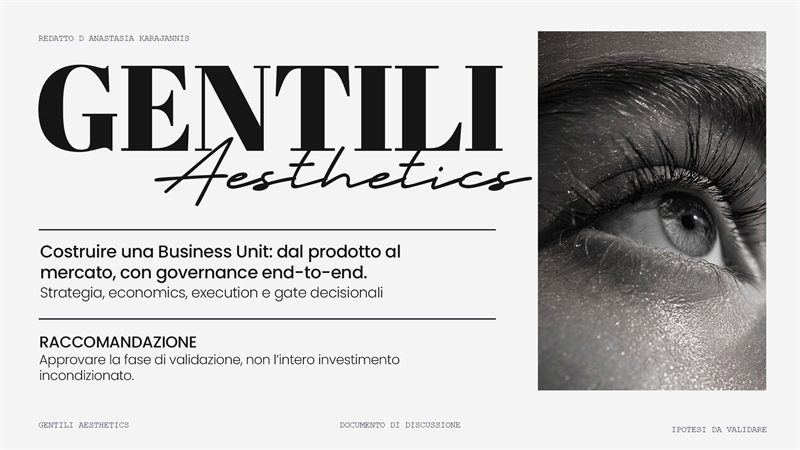 REDATTO D ANASTASIA KARAJANNIS
GENTILI
Aesthetics
Costruire una Business Unit: dal prodotto al
mercato, con governance end-to-end.
Strategia, economics, execution e gate decisionali
RACCOMANDAZIONE
Approvare la fase di validazione, non l'intero investimento
incondizionato.
GENTILI AESTHETICS
DOCUMENTO DI DISCUSSIONE
IPOTESI DA VALIDARE